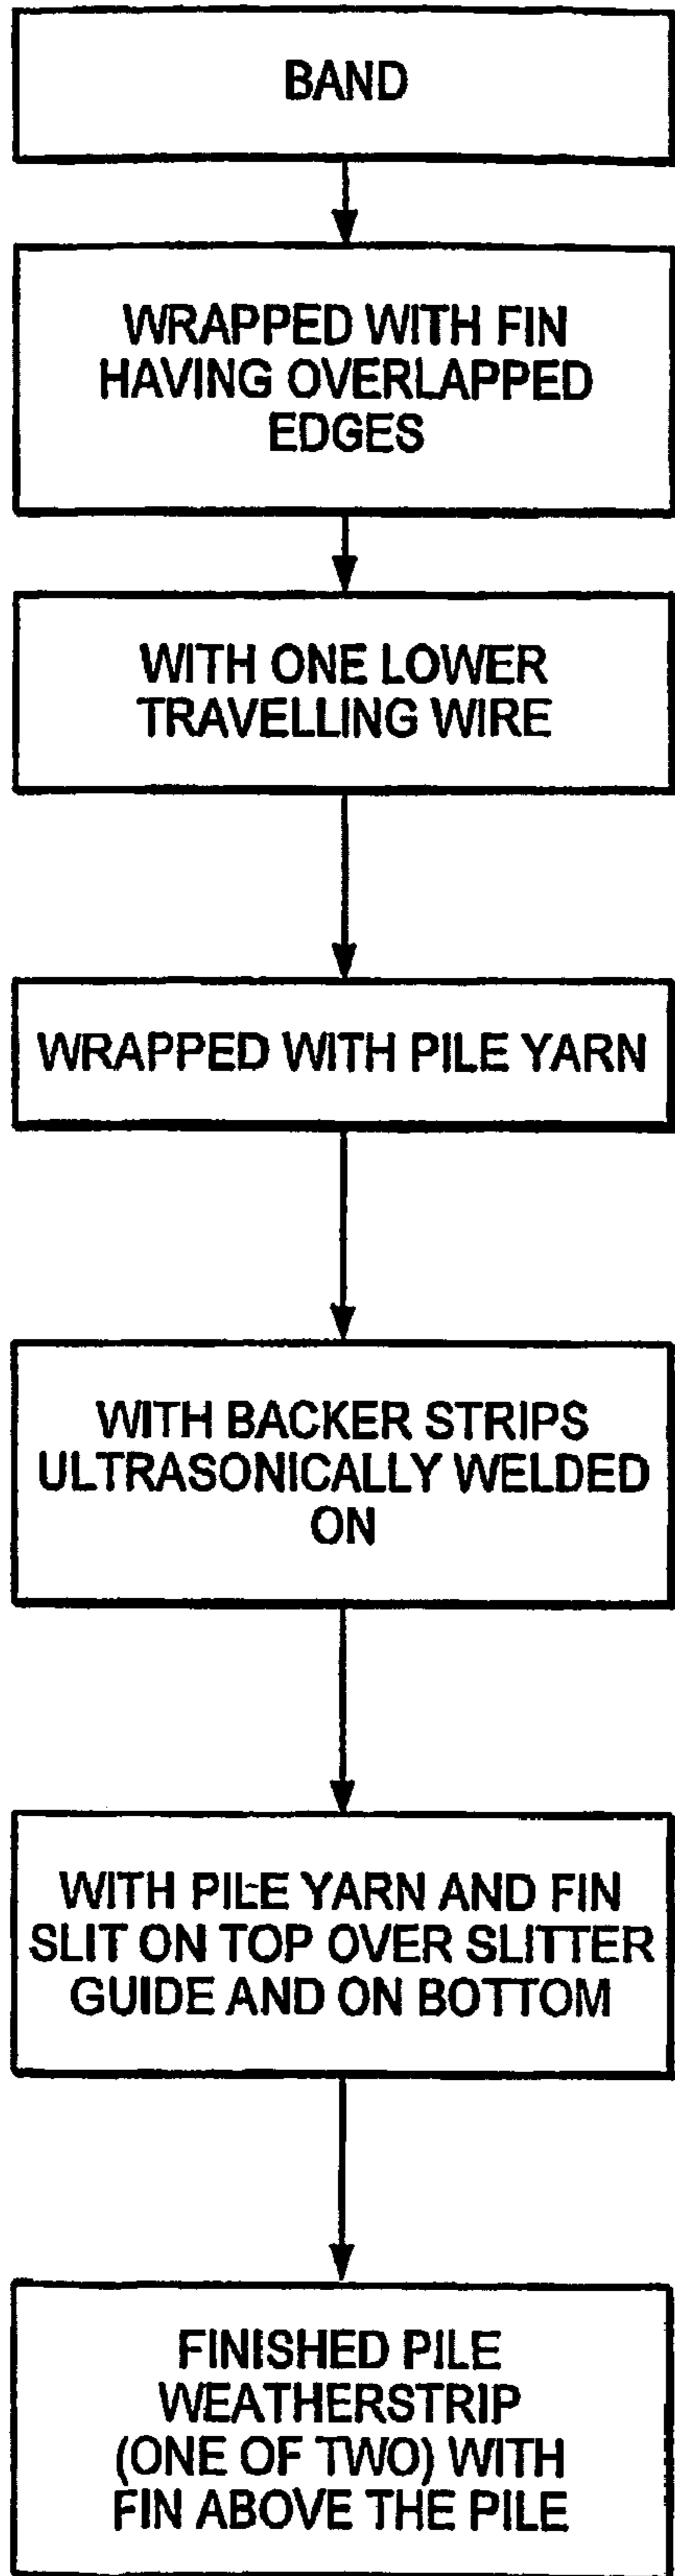 BAND
WRAPPED WITH FIN
HAVING OVERLAPPED
EDGES
WITH ONE LOWER
TRAVELLING WIRE
WRAPPED WITH PILE YARN
WITH BACKER STRIPS
ULTRASONICALLY WELDED
ON
WITH PILE YARN AND FIN
SLIT ON TOP OVER SLITTER
GUIDE AND ON BOTTOM
FINISHED PILE
WEATHERSTRIP
(ONE OF TWO) WITH
FIN ABOVE THE PILE